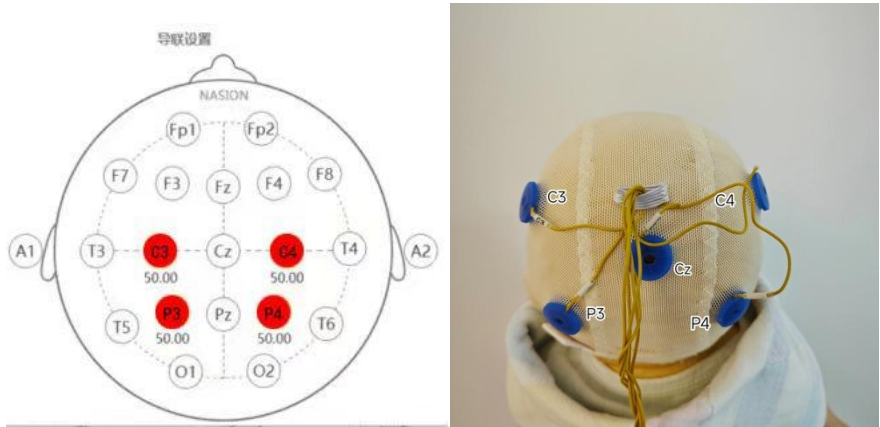 导联设置
NASION
Fp1 Fp2
F7 F3 Fz F4 F8
A1 T3 C3 Cz C4 T4 A2
50.00 50.00
T5 P3 Pz P4 T6
50.00 50.00
O1 O2
C3 C4
C3
Cz
P3 P4